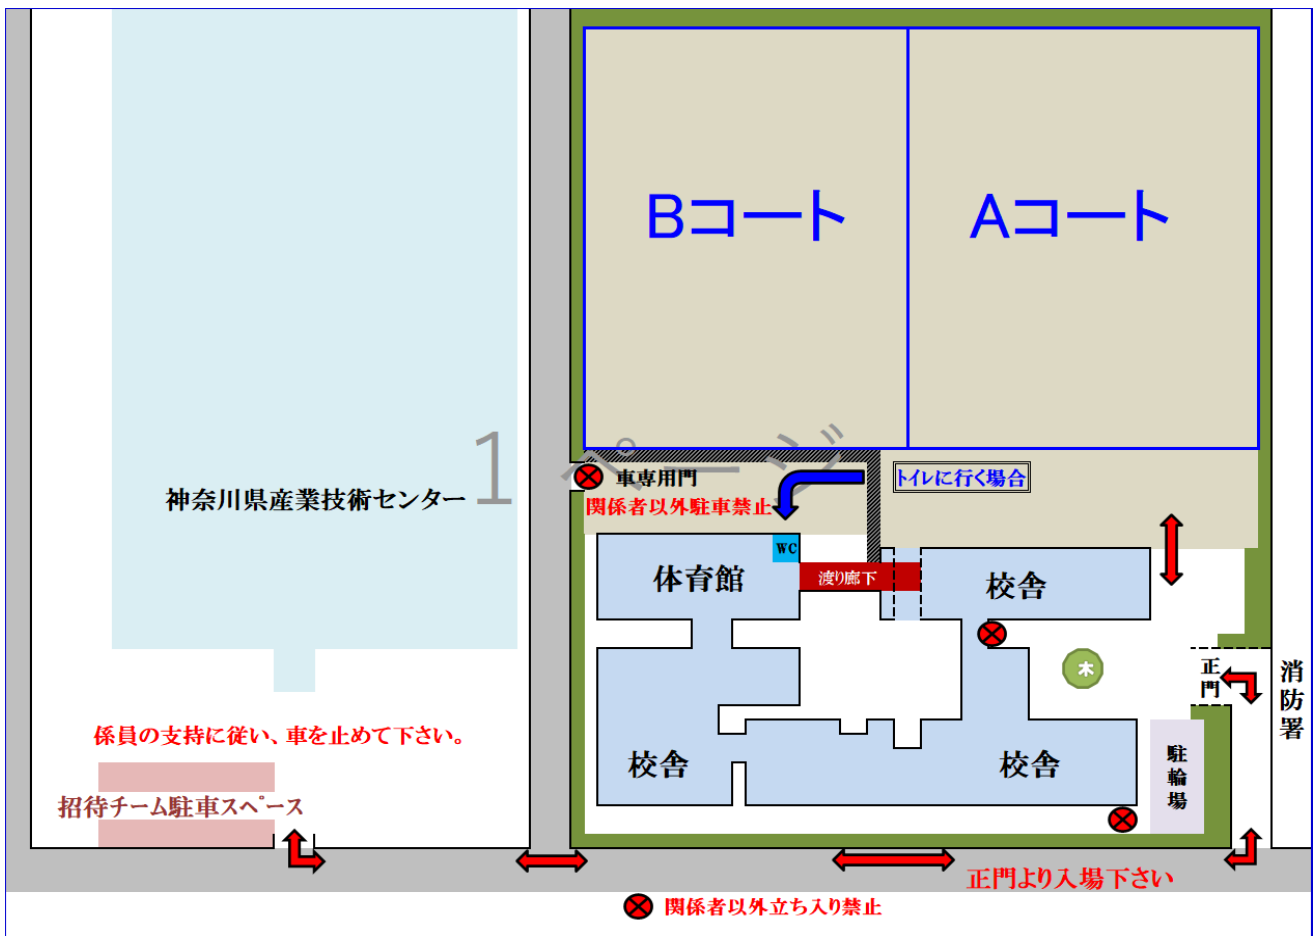 Bコート
Aコート
1 ページ
神奈川県産業技術センター
車専用門
関係者以外駐車禁止
トイレに行く場合
WC
体育館
渡り廊下
校舎
木
正門
消防署
係員の支持に従い、車を止めて下さい。
招待チーム駐車スペース
校舎
校舎
駐輪場
正門より入場下さい
関係者以外立ち入り禁止